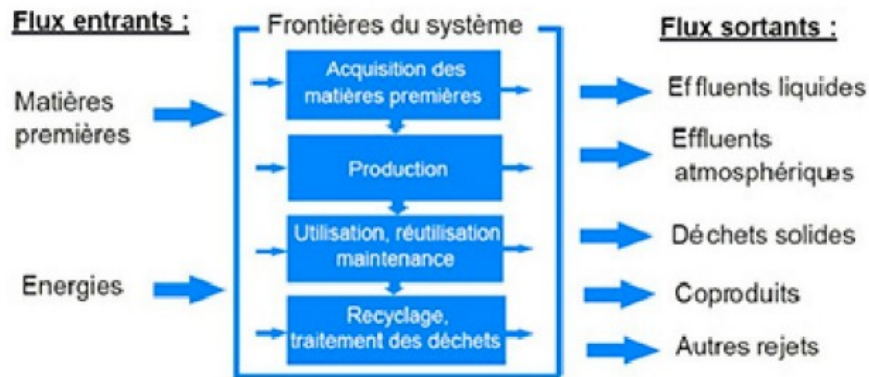 Flux entrants :
Frontières du système
Flux sortants :
Matières
premières
Energies
Acquisition des
matières premières
Production
Utilisation, réutilisation
maintenance
Recyclage,
traitement des déchets
Effluents liquides
Effluents
atmosphériques
Déchets solides
Coproduits
Autres rejets